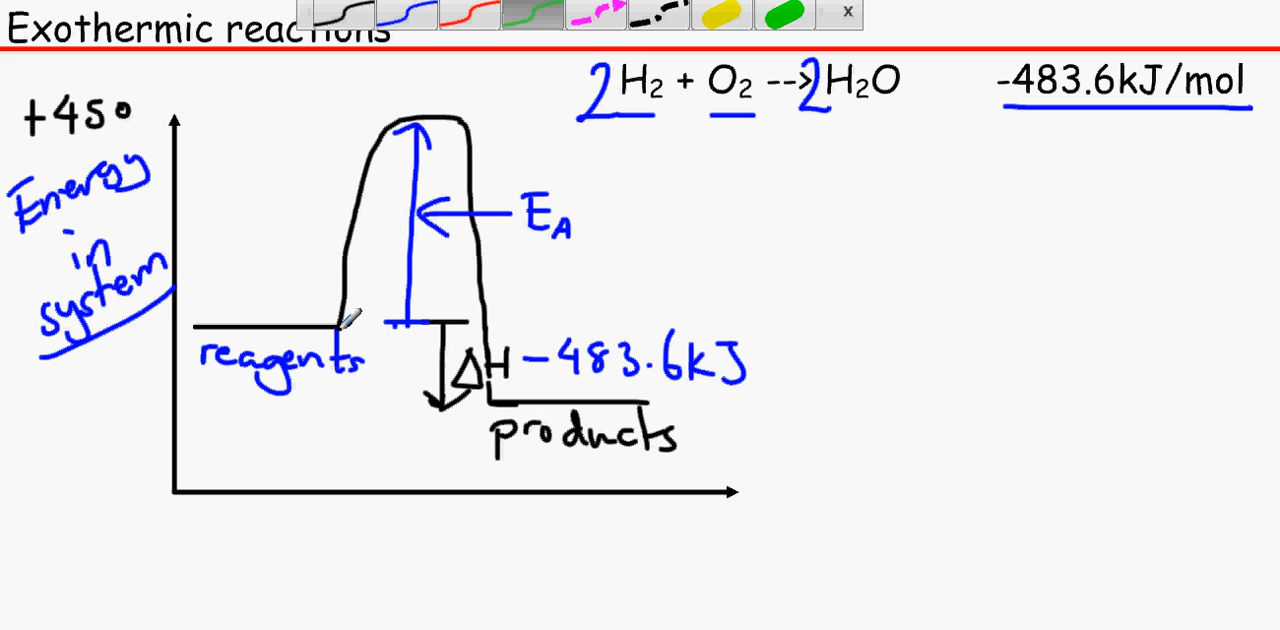 Exothermic reactions
2H₂ + O₂ -->2H₂O
-483.6kJ/mol
+450
Energy
in
system
EA
reagents
ΔH -483.6kJ
products
x